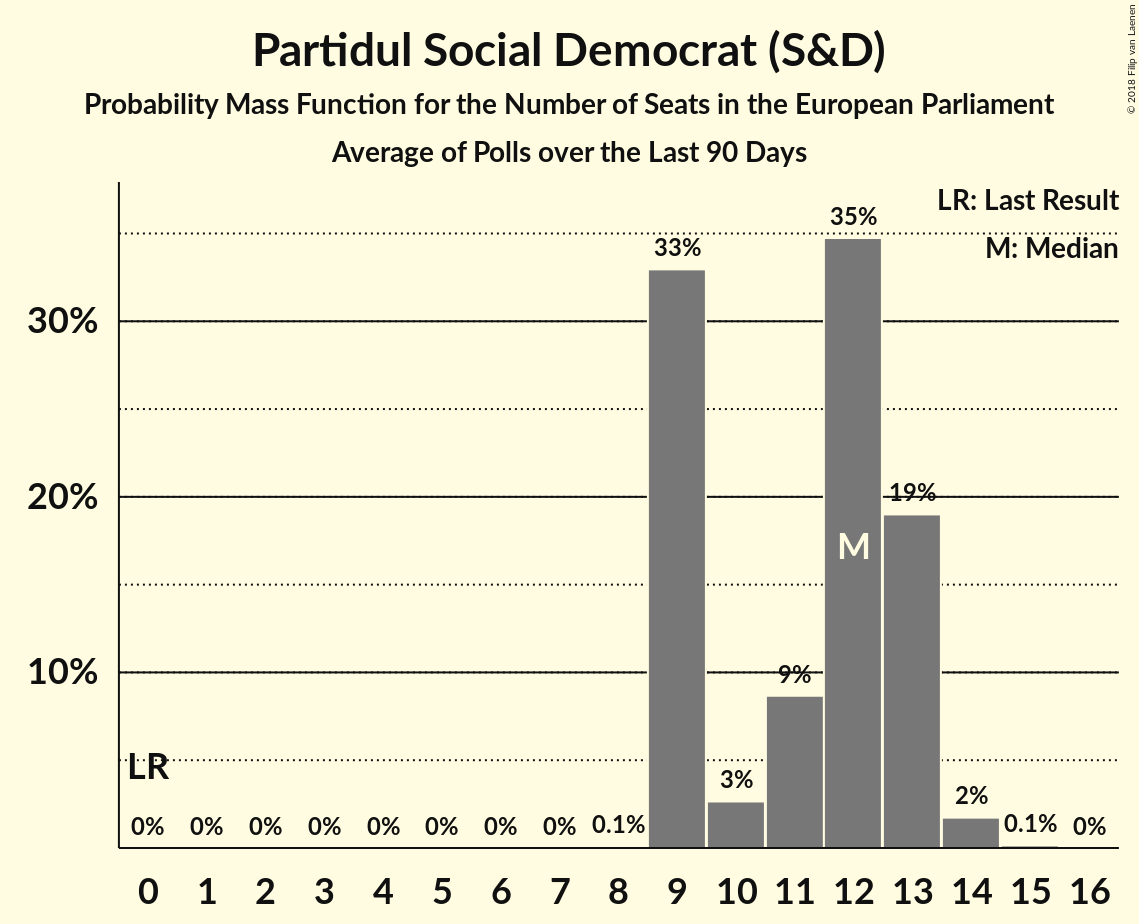 Partidul Social Democrat (S&D)
Probability Mass Function for the Number of Seats in the European Parliament
Average of Polls over the Last 90 Days
© 2018 Filip van Laenen
LR: Last Result
M: Median
35%
33%
30%
20%
19%
M
10%
9%
LR
3%
2%
0% 0% 0% 0% 0% 0% 0% 0% 0.1% 0.1% 0%
0 1 2 3 4 5 6 7 8 9 10 11 12 13 14 15 16